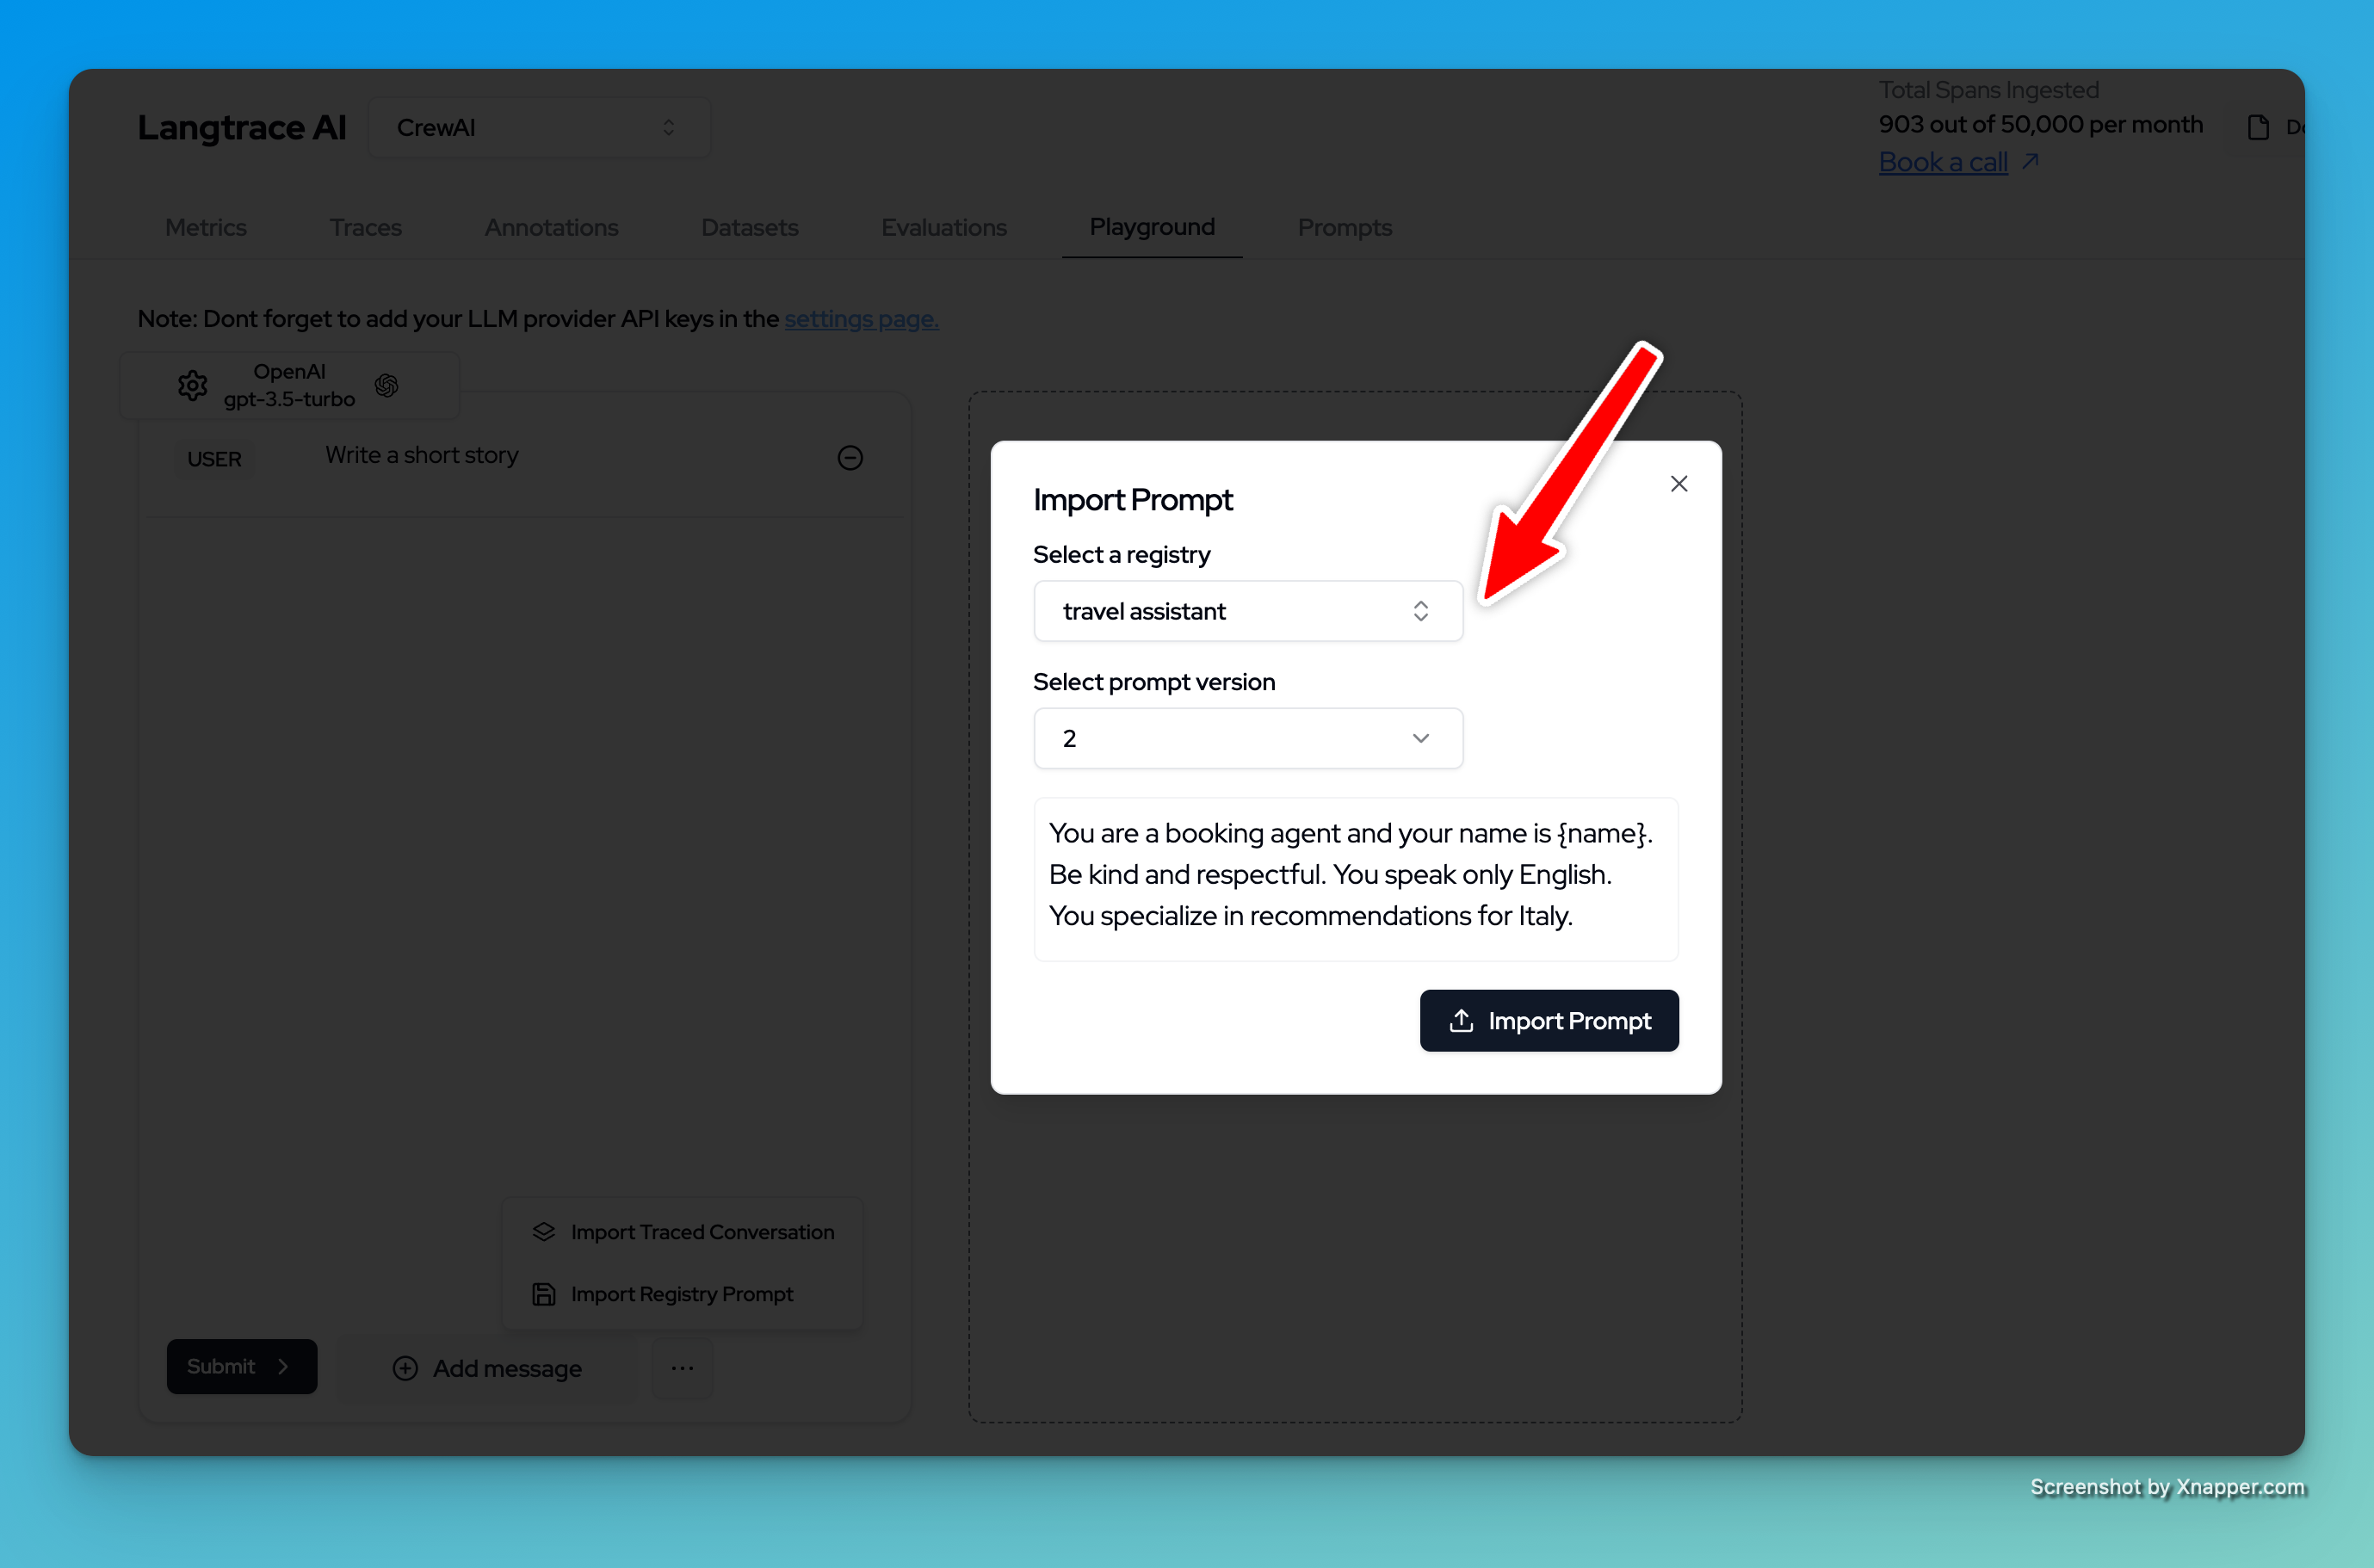 Langtrace AI
CrewAI
Total Spans Ingested
903 out of 50,000 per month
Book a call
Metrics
Traces
Annotations
Datasets
Evaluations
Playground
Prompts
Note: Dont forget to add your LLM provider API keys in the settings page.
OpenAI
gpt-3.5-turbo
USER
Write a short story
Import Prompt
Select a registry
travel assistant
Select prompt version
2
You are a booking agent and your name is {name}.
Be kind and respectful. You speak only English.
You specialize in recommendations for Italy.
Import Prompt
Import Traced Conversation
Import Registry Prompt
Submit
Add message
Screenshot by Xnapper.com